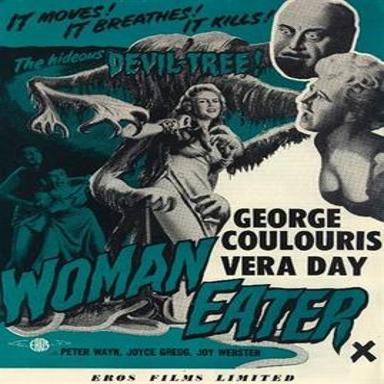 IT MOVES!
IT BREATHES!
IT KILLS!
The hideous
DEVIL-TREE!
GEORGE
COULOURIS
VERA DAY
WOMAN
EATER
X
EROS
PETER WAYN, JOYCE GREGG, JOY WEBSTER
EROS FILMS LIMITED